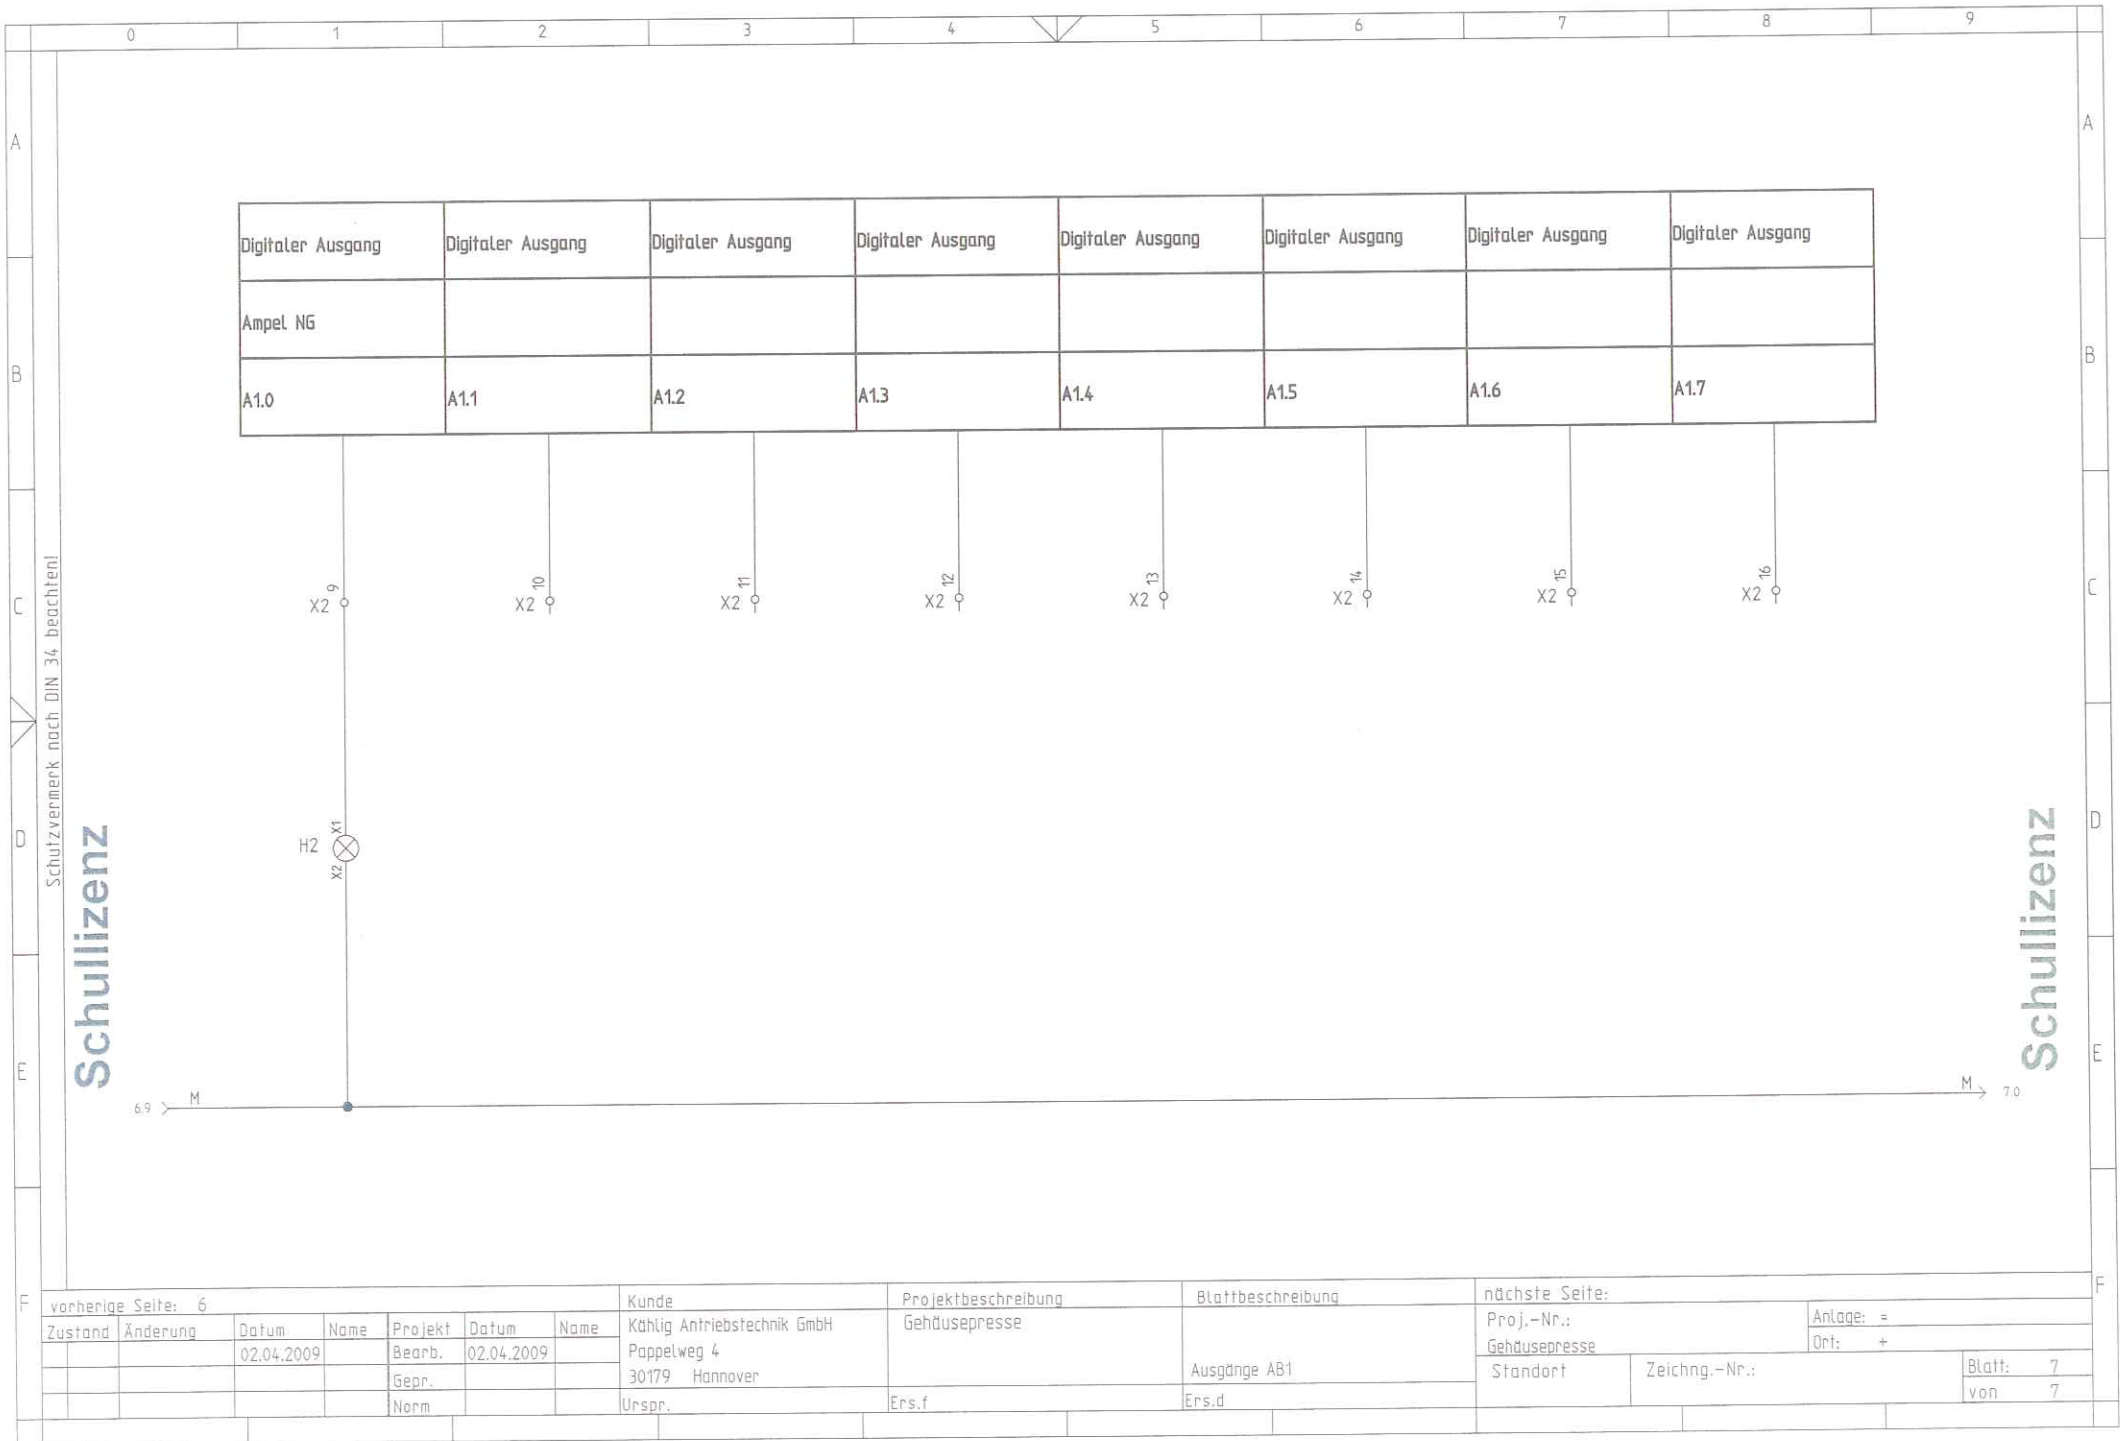 0 1 2 3 4 5 6 7 8 9
A A
Digitaler Ausgang Digitaler Ausgang Digitaler Ausgang Digitaler Ausgang Digitaler Ausgang Digitaler Ausgang Digitaler Ausgang Digitaler Ausgang
Ampel NG
B B
A1.0 A1.1 A1.2 A1.3 A1.4 A1.5 A1.6 A1.7
9 10 11 12 13 14 15 16
X2 X2 X2 X2 X2 X2 X2 X2
C C
Schutzvermerk nach DIN 34 beachten!
D D
X1
H2
X2
Schullizenz Schullizenz
E E
6.9 M M 7.0
F F
vorherige Seite: 6 Kunde Projektbeschreibung Blattbeschreibung nächste Seite:
Zustand Änderung Datum Name Projekt Datum Name Kählig Antriebstechnik GmbH Gehäusepresse Proj.-Nr.: Anlage: =
02.04.2009 Bearb. 02.04.2009 Pappelweg 4 Gehäusepresse Ort: +
Gepr. 30179 Hannover Ausgänge AB1 Standort Zeichng.-Nr.: Blatt: 7
Norm Urspr. Ers.f Ers.d von 7